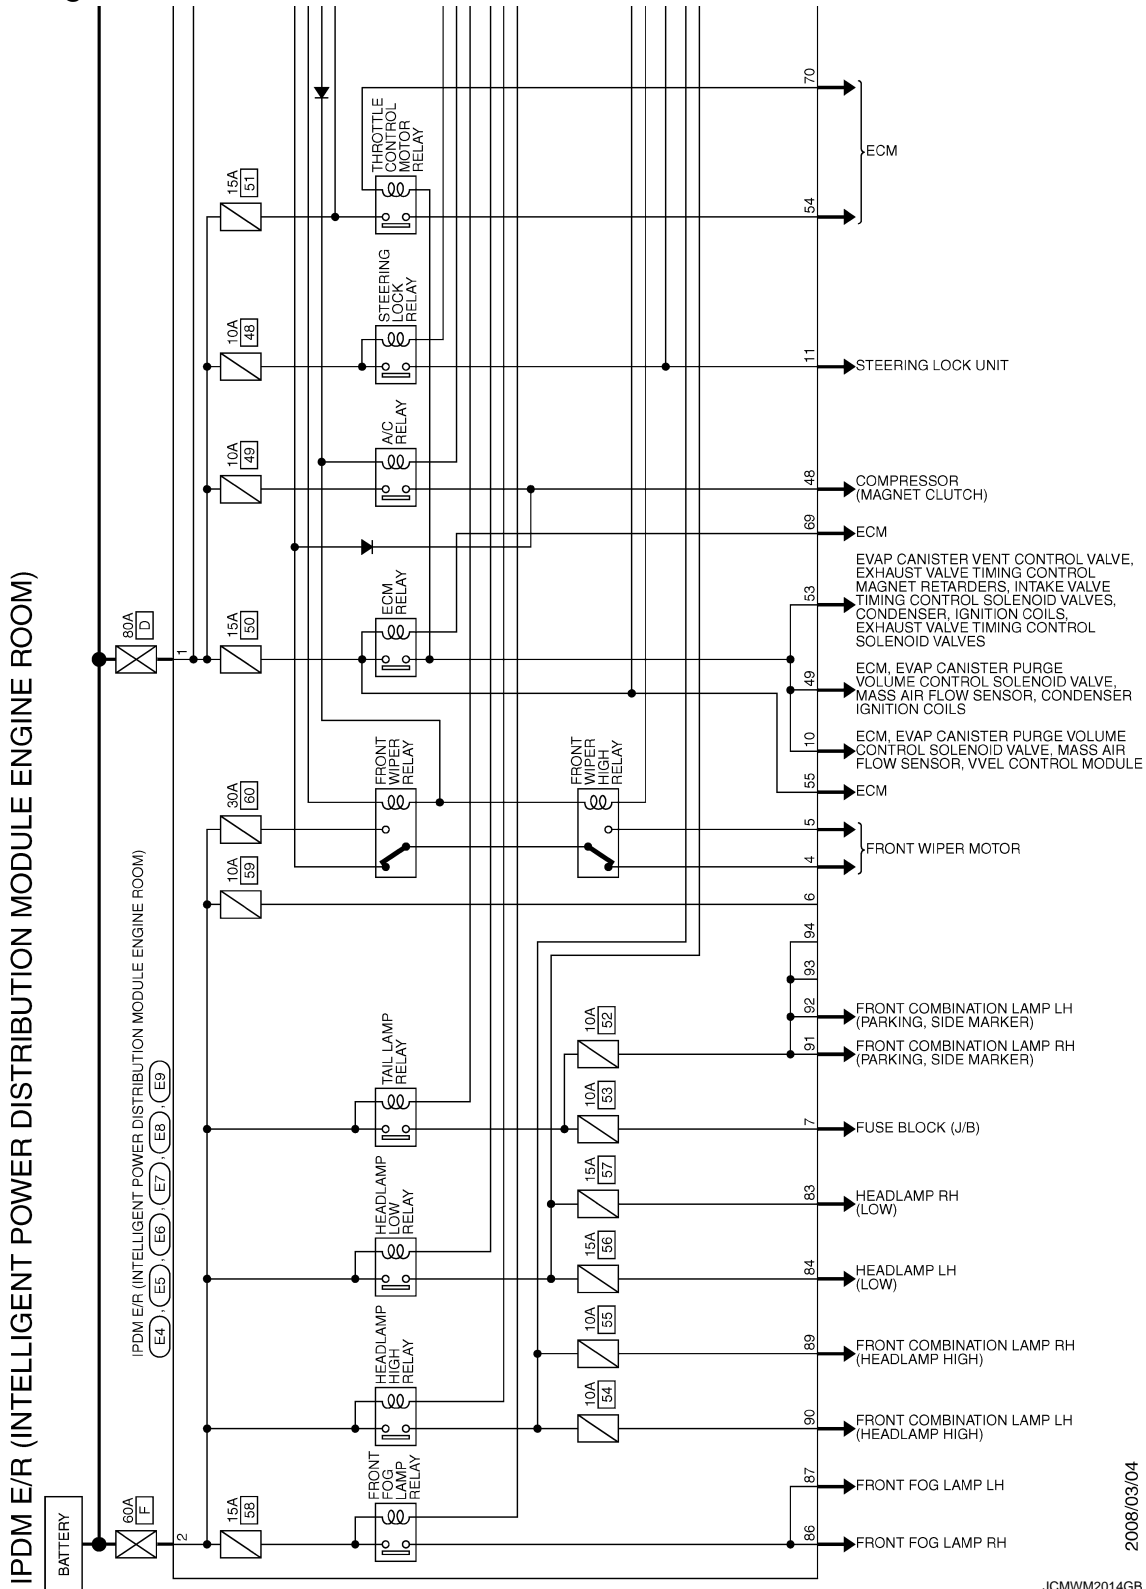 IPDM E/R (INTELLIGENT POWER DISTRIBUTION MODULE ENGINE ROOM)
BATTERY
60A
F
80A
D
2
1
IPDM E/R (INTELLIGENT POWER DISTRIBUTION MODULE ENGINE ROOM)
E4 , E5 , E6 , E7 , E8 , E9
15A
51
THROTTLE
CONTROL
MOTOR
RELAY
70
54
ECM
10A
48
STEERING
LOCK
RELAY
11
STEERING LOCK UNIT
10A
49
A/C
RELAY
48
COMPRESSOR
(MAGNET CLUTCH)
69
ECM
15A
50
ECM
RELAY
53
EVAP CANISTER VENT CONTROL VALVE,
EXHAUST VALVE TIMING CONTROL
MAGNET RETARDERS, INTAKE VALVE
TIMING CONTROL SOLENOID VALVES,
CONDENSER, IGNITION COILS,
EXHAUST VALVE TIMING CONTROL
SOLENOID VALVES
49
ECM, EVAP CANISTER PURGE
VOLUME CONTROL SOLENOID VALVE,
MASS AIR FLOW SENSOR, CONDENSER
IGNITION COILS
10
ECM, EVAP CANISTER PURGE VOLUME
CONTROL SOLENOID VALVE, MASS AIR
FLOW SENSOR, VVEL CONTROL MODULE
55
ECM
30A
60
FRONT
WIPER
RELAY
FRONT
WIPER
HIGH
RELAY
5
4
FRONT WIPER MOTOR
10A
59
6
94
93
92
FRONT COMBINATION LAMP LH
(PARKING, SIDE MARKER)
10A
52
91
FRONT COMBINATION LAMP RH
(PARKING, SIDE MARKER)
TAIL LAMP
RELAY
10A
53
7
FUSE BLOCK (J/B)
15A
57
83
HEADLAMP RH
(LOW)
HEADLAMP
LOW
RELAY
15A
56
84
HEADLAMP LH
(LOW)
10A
55
89
FRONT COMBINATION LAMP RH
(HEADLAMP HIGH)
HEADLAMP
HIGH
RELAY
10A
54
90
FRONT COMBINATION LAMP LH
(HEADLAMP HIGH)
87
FRONT FOG LAMP LH
15A
58
FRONT
FOG
LAMP
RELAY
86
FRONT FOG LAMP RH
2008/03/04
JCMWM2014GB